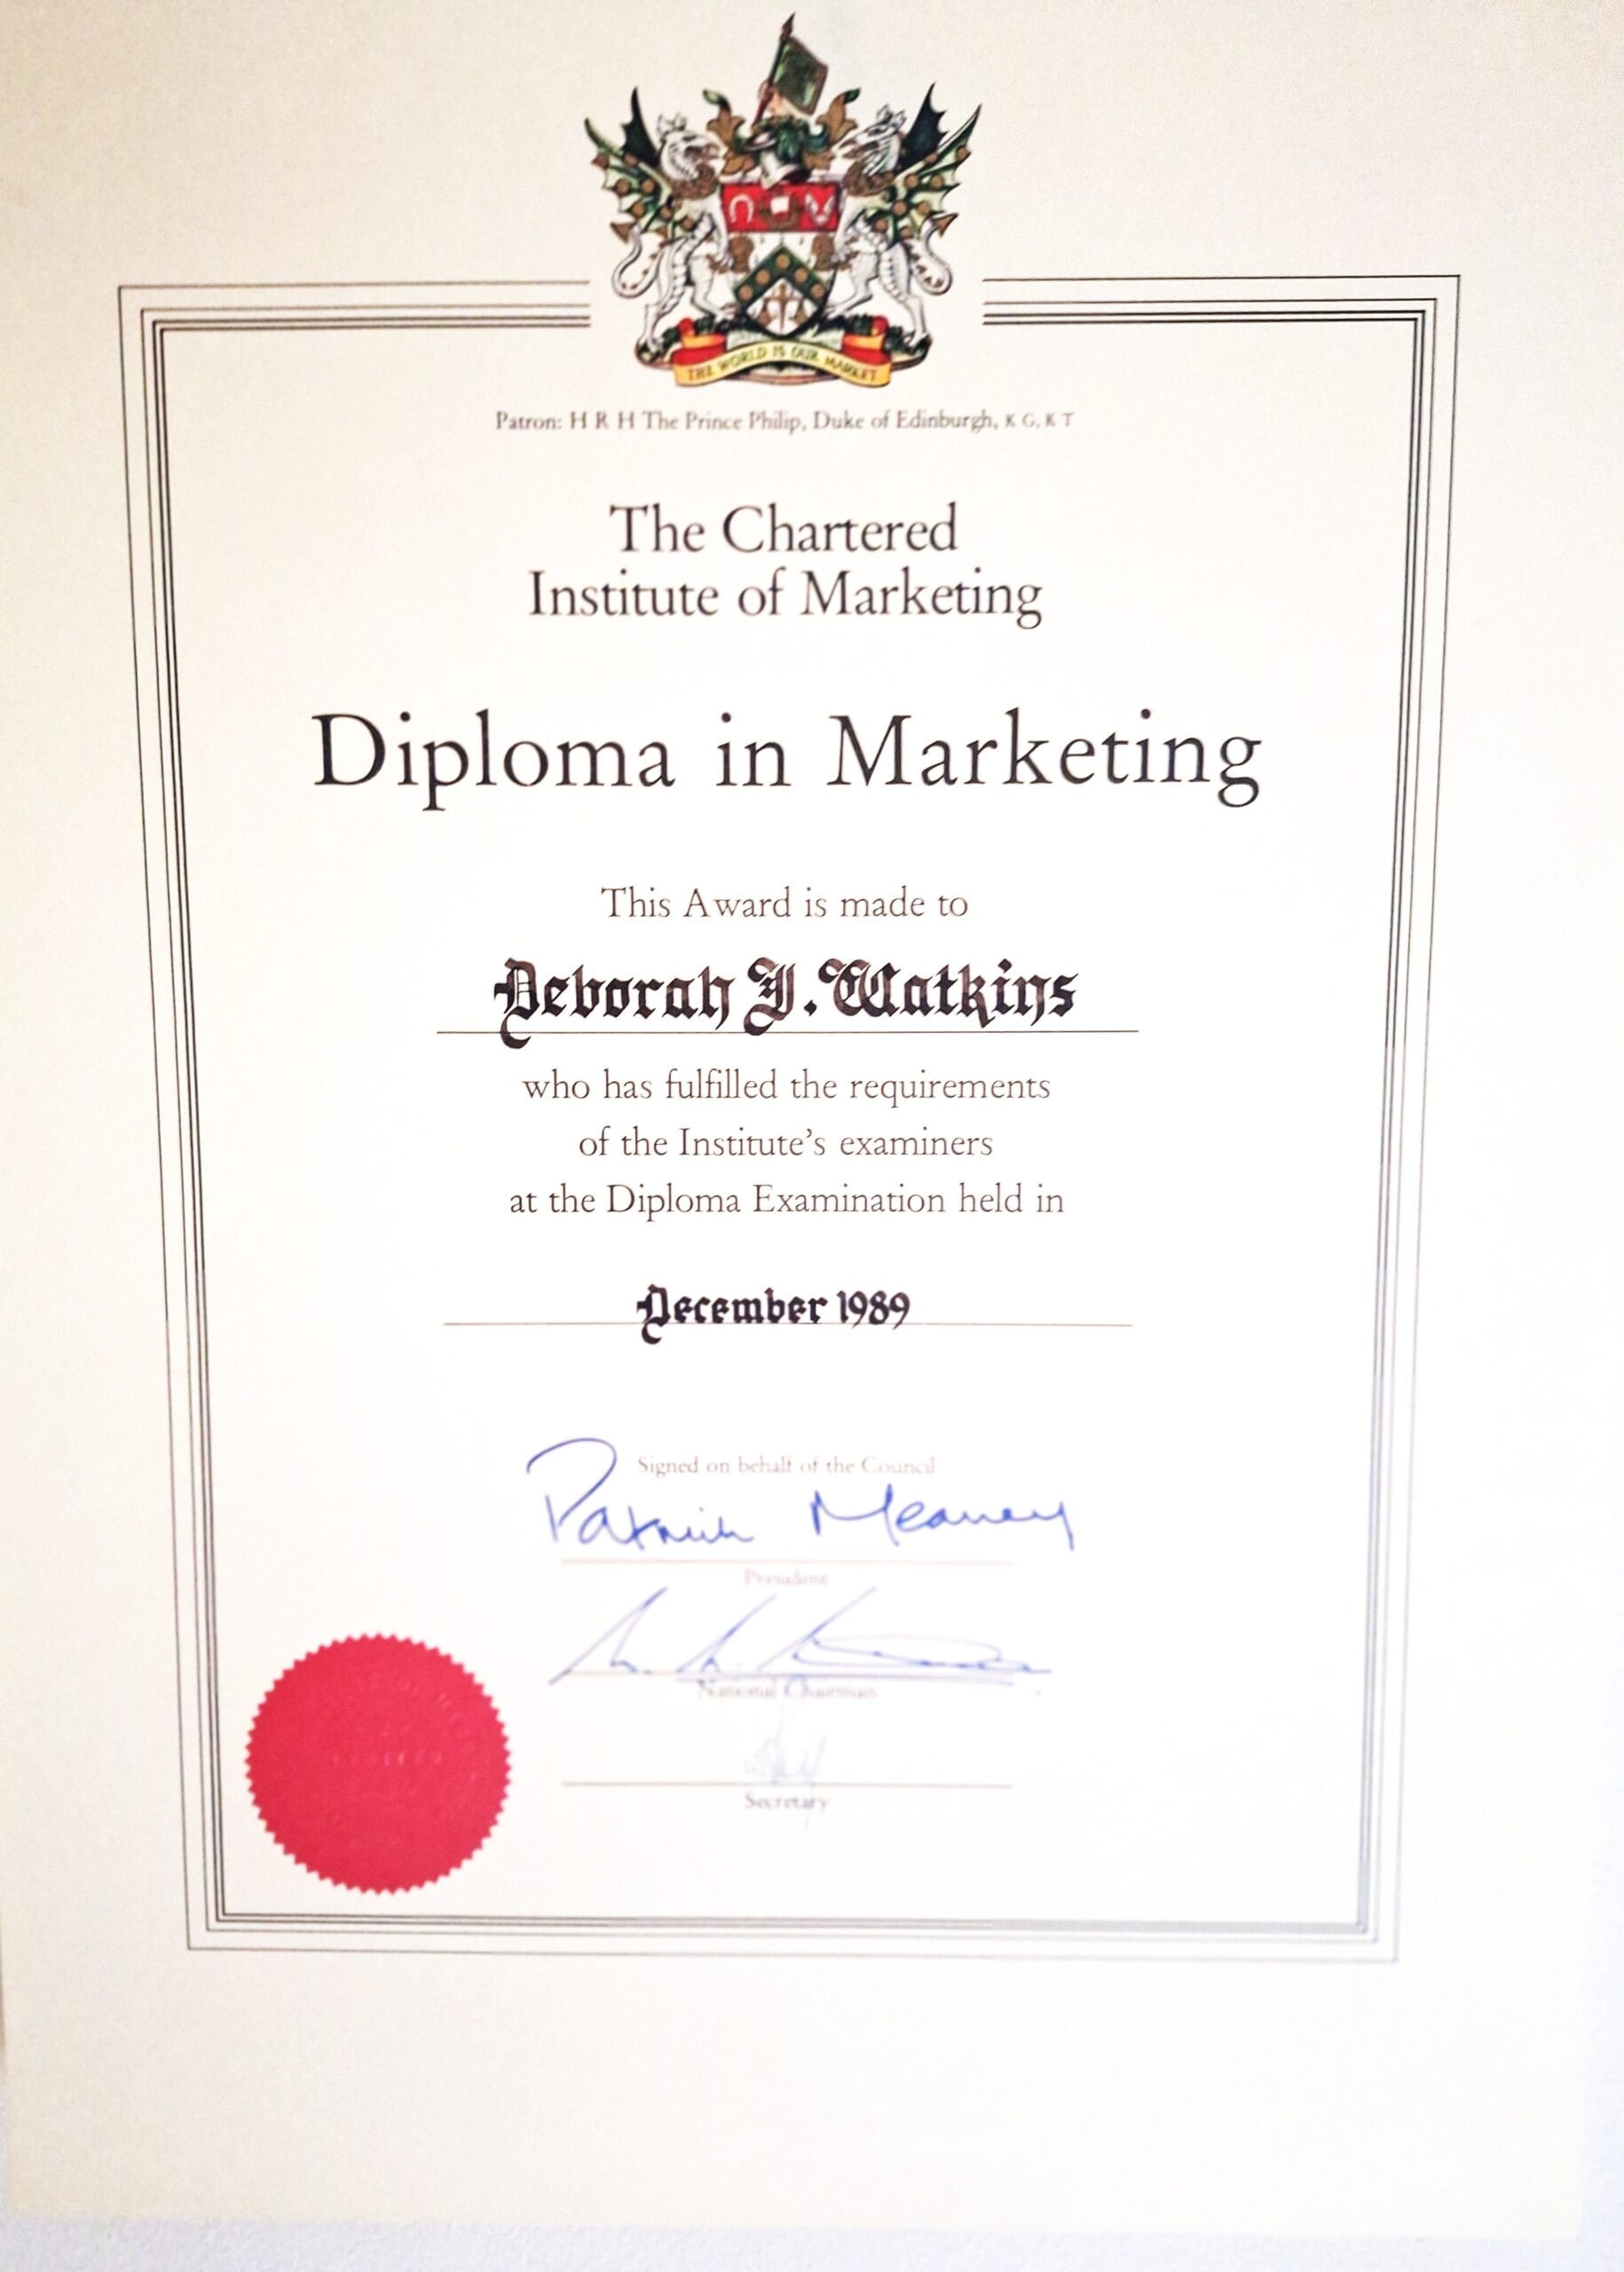 THE WORLD IS OUR MARKET
Patron: H R H The Prince Philip, Duke of Edinburgh, K G, K T
The Chartered
Institute of Marketing
Diploma in Marketing
This Award is made to
Deborah J. Watkins
who has fulfilled the requirements
of the Institute's examiners
at the Diploma Examination held in
December 1989
Signed on behalf of the Council
Patrick Meaney
President
National Chairman
Secretary